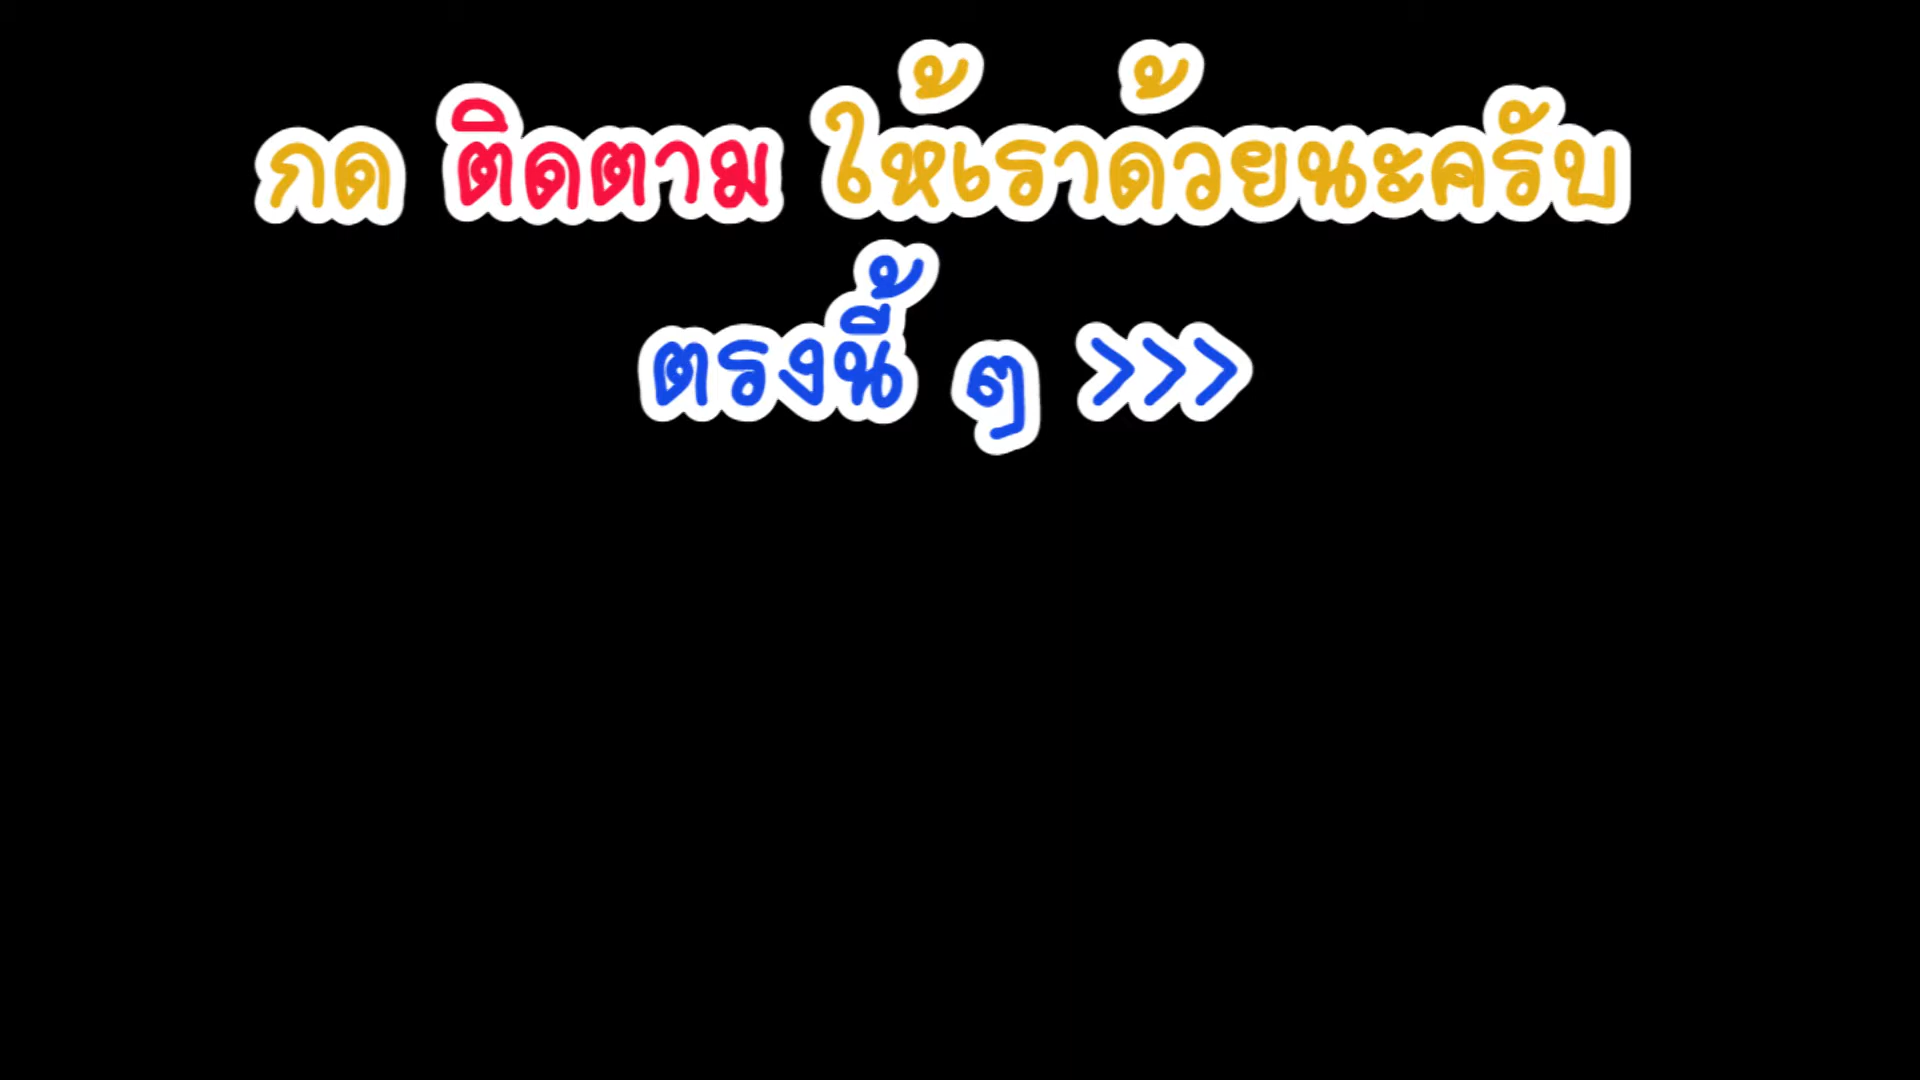 กด ติดตาม ให้เราด้วยนะครับ
ตรงนี้ ๆ >>>